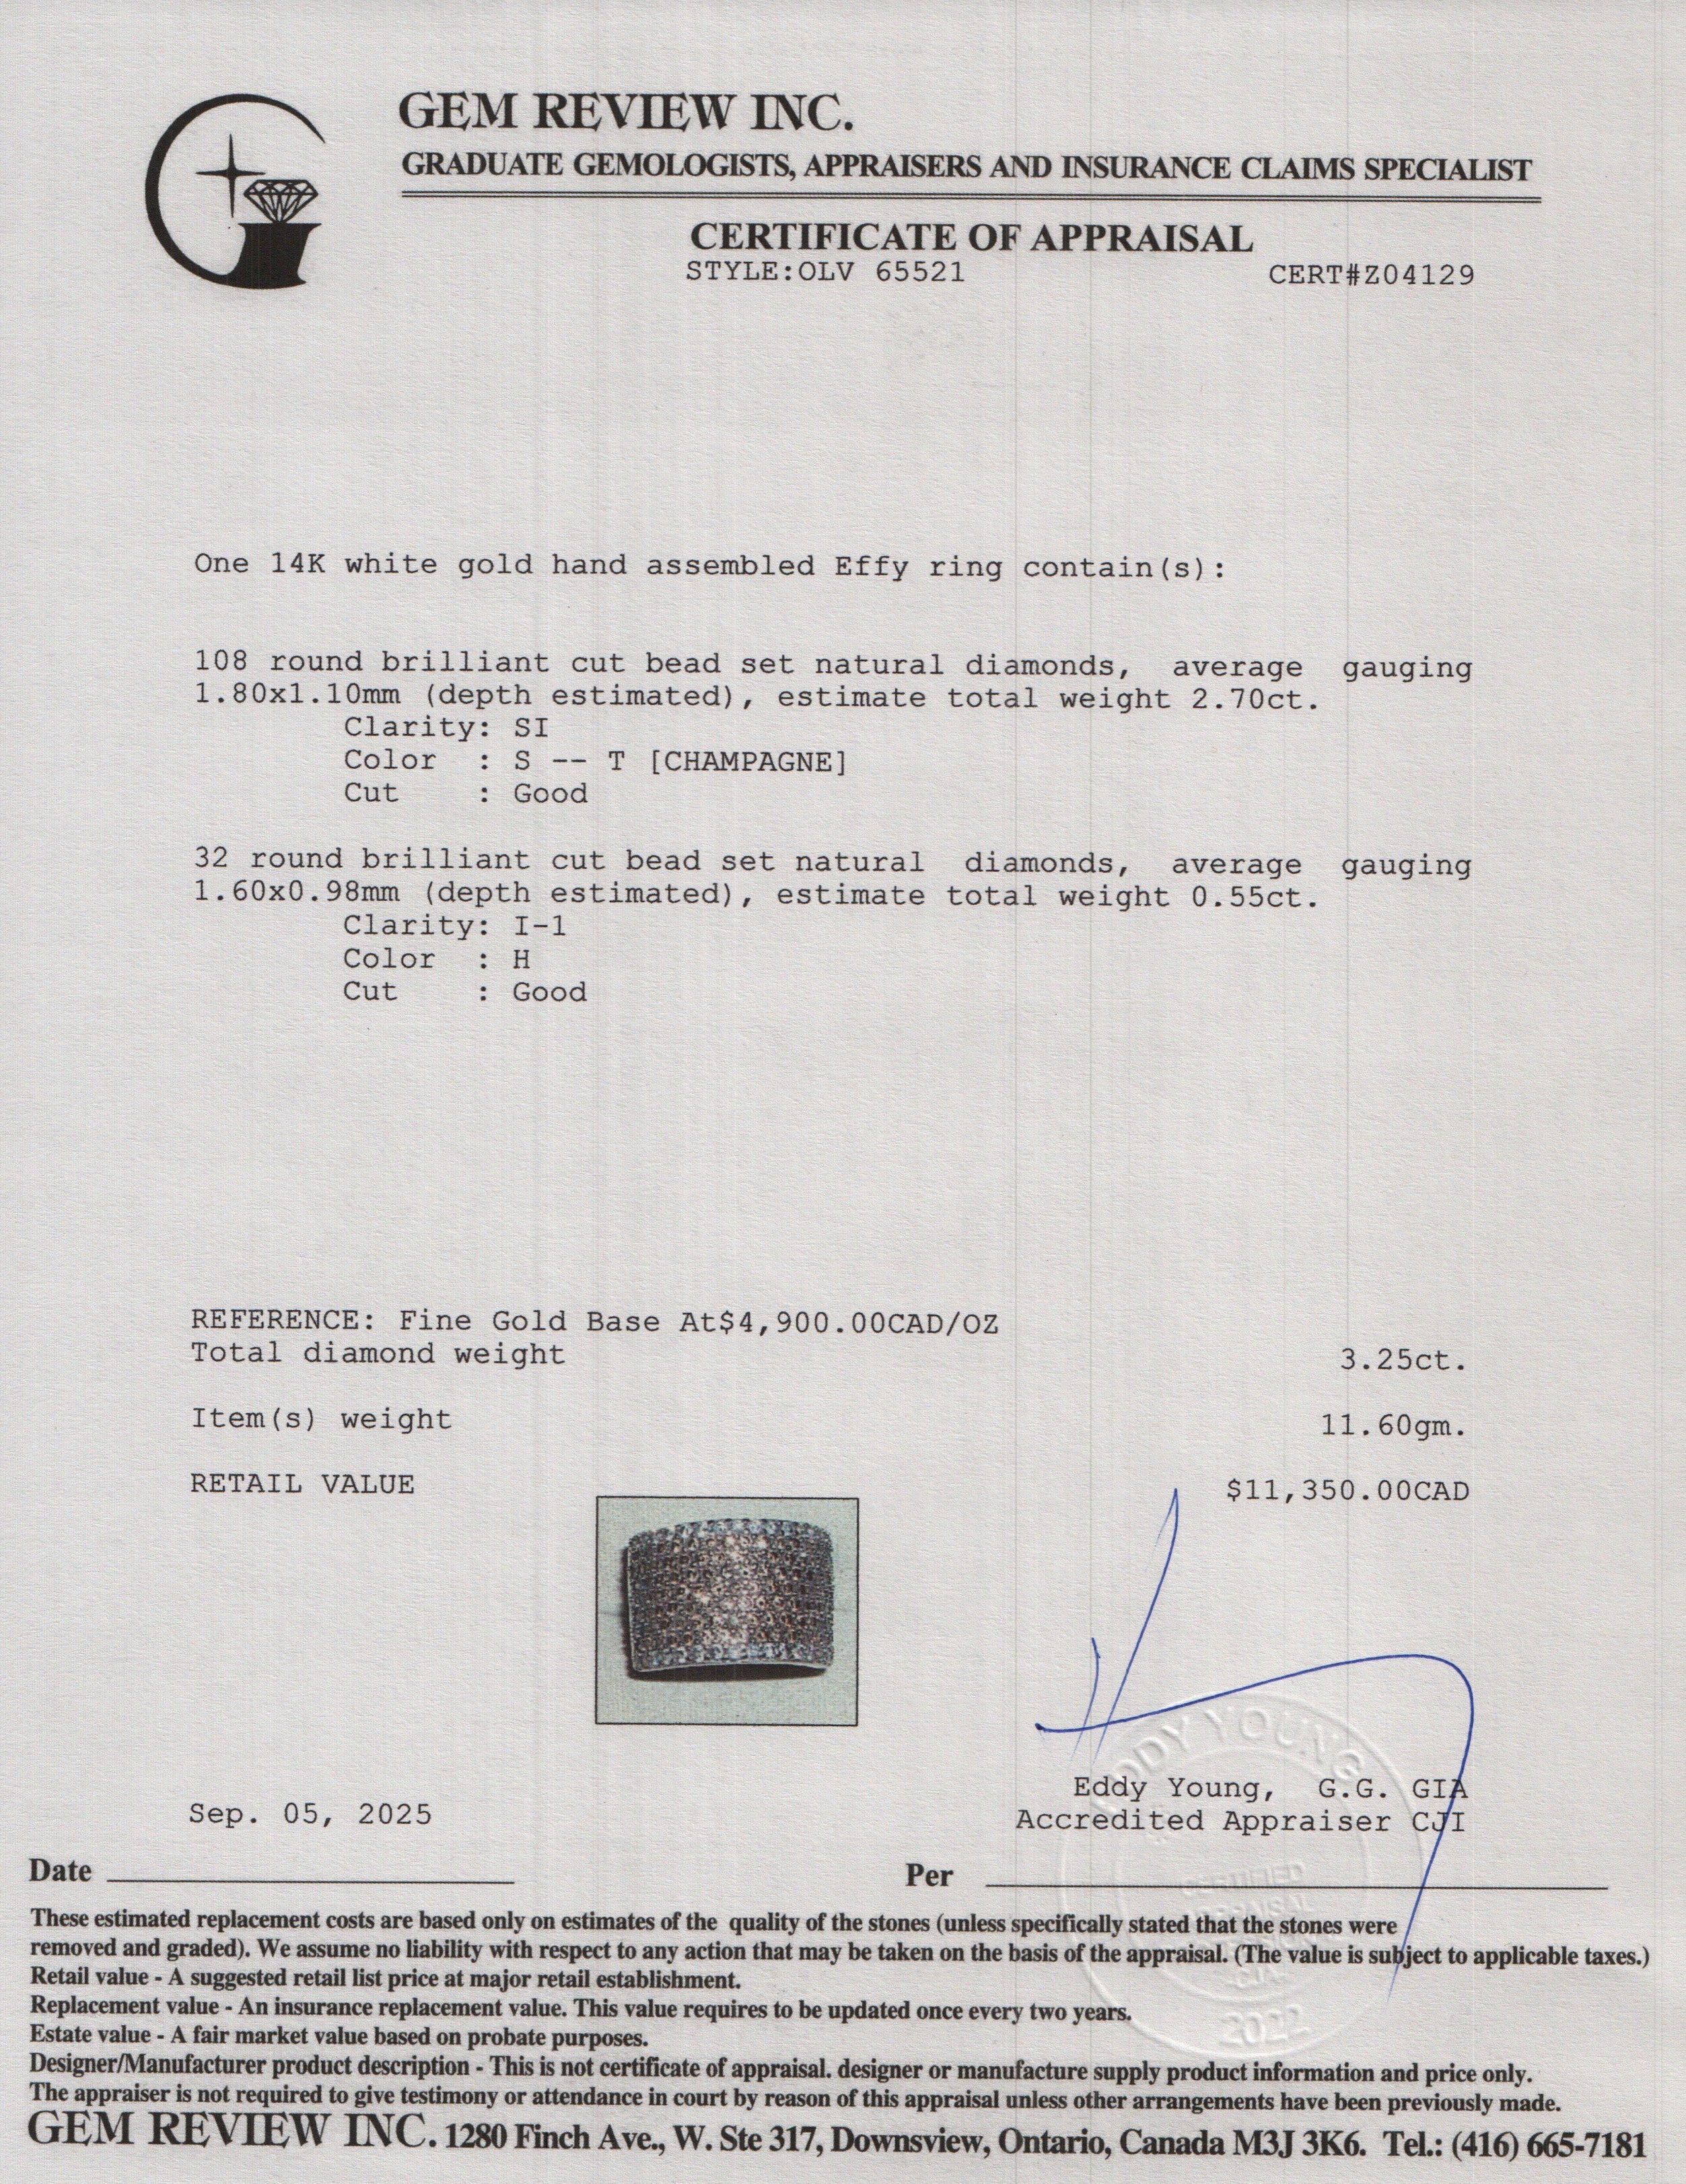 GEM REVIEW INC.
GRADUATE GEMOLOGISTS, APPRAISERS AND INSURANCE CLAIMS SPECIALIST
CERTIFICATE OF APPRAISAL
STYLE:OLV 65521 CERT#Z04129
One 14K white gold hand assembled Effy ring contain(s):
108 round brilliant cut bead set natural diamonds, average gauging
1.80x1.10mm (depth estimated), estimate total weight 2.70ct.
Clarity: SI
Color : S -- T [CHAMPAGNE]
Cut : Good
32 round brilliant cut bead set natural diamonds, average gauging
1.60x0.98mm (depth estimated), estimate total weight 0.55ct.
Clarity: I-1
Color : H
Cut : Good
REFERENCE: Fine Gold Base At$4,900.00CAD/OZ
Total diamond weight 3.25ct.
Item(s) weight 11.60gm.
RETAIL VALUE $11,350.00CAD
EDDY YOUNG
Eddy Young, G.G. GIA
Sep. 05, 2025 Accredited Appraiser CJI
Date Per
CERTIFIED
APPRAISAL
2022
These estimated replacement costs are based only on estimates of the quality of the stones (unless specifically stated that the stones were
removed and graded). We assume no liability with respect to any action that may be taken on the basis of the appraisal. (The value is subject to applicable taxes.)
Retail value - A suggested retail list price at major retail establishment.
Replacement value - An insurance replacement value. This value requires to be updated once every two years.
Estate value - A fair market value based on probate purposes.
Designer/Manufacturer product description - This is not certificate of appraisal. designer or manufacture supply product information and price only.
The appraiser is not required to give testimony or attendance in court by reason of this appraisal unless other arrangements have been previously made.
GEM REVIEW INC. 1280 Finch Ave., W. Ste 317, Downsview, Ontario, Canada M3J 3K6. Tel.: (416) 665-7181